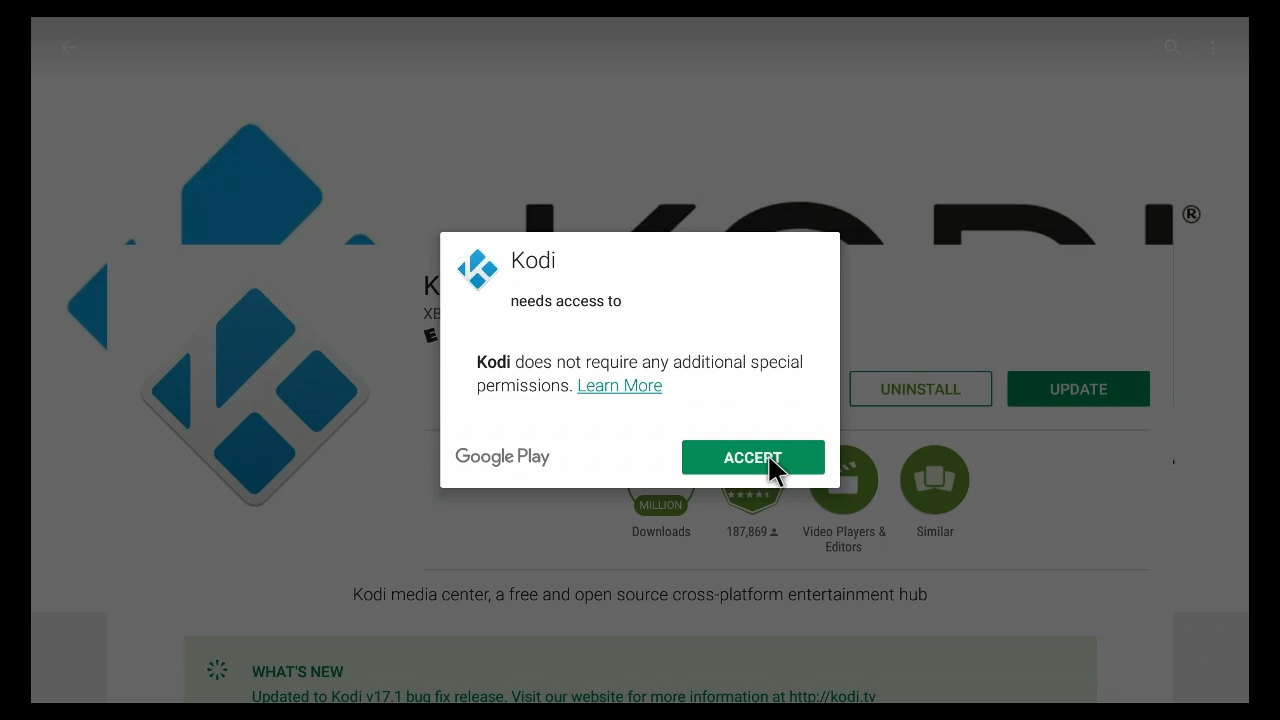 KODI®
Kodi
needs access to
Kodi does not require any additional special
permissions. Learn More
Google Play
ACCEPT
K
XB
E
UNINSTALL
UPDATE
MILLION
Downloads
187,869
Video Players &
Editors
Similar
Kodi media center, a free and open source cross-platform entertainment hub
WHAT'S NEW
Updated to Kodi v17.1 bug fix release. Visit our website for more information at http://kodi.tv